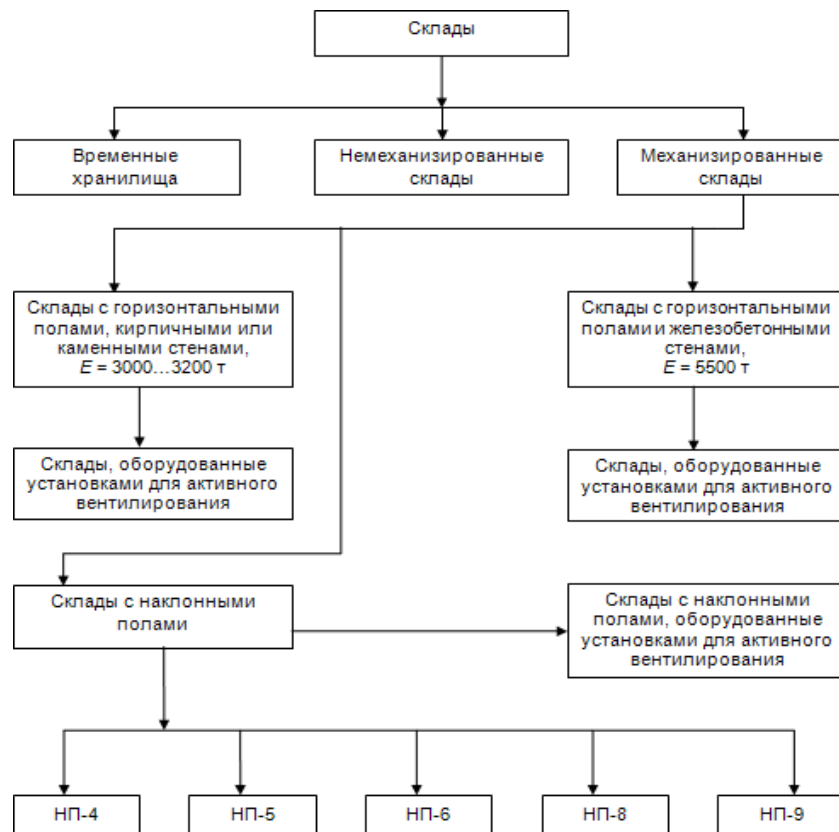 Склады
Временные
хранилища
Немеханизированные
склады
Механизированные
склады
Склады с горизонтальными
полами, кирпичными или
каменными стенами,
E = 3000...3200 т
Склады с горизонтальными
полами и железобетонными
стенами,
E = 5500 т
Склады, оборудованные
установками для активного
вентилирования
Склады, оборудованные
установками для активного
вентилирования
Склады с наклонными
полами
Склады с наклонными
полами, оборудованные
установками для активного
вентилирования
НП-4
НП-5
НП-6
НП-8
НП-9